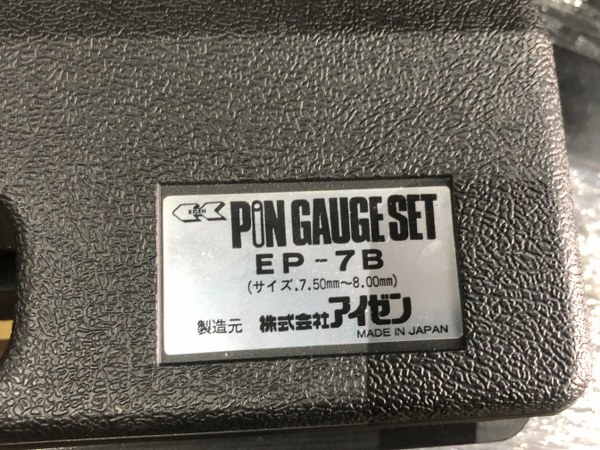 PiN GAUGE SET
EP-7B
(サイズ.7.50mm～8.00mm)
製造元 株式会社アイゼン
MADE IN JAPAN